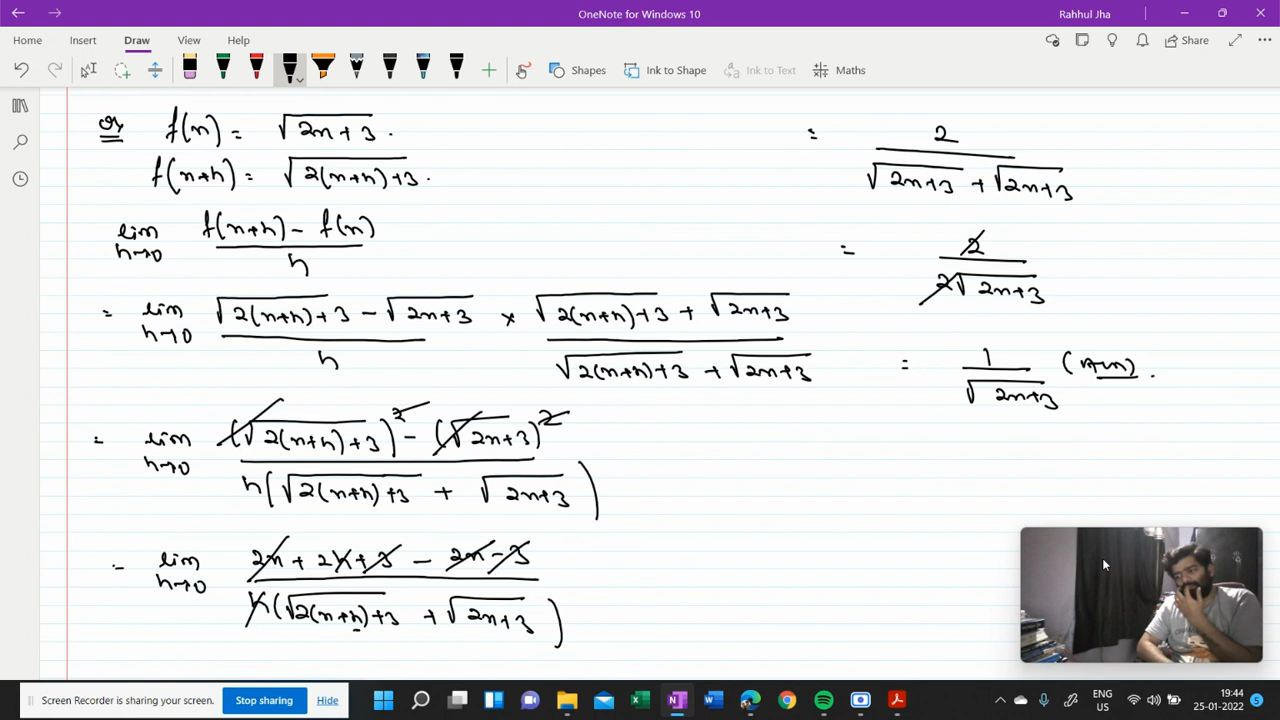 OneNote for Windows 10
Rahhul Jha
Home Insert Draw View Help
Share
Shapes Ink to Shape Ink to Text Maths
f(x) = √(2x+3) .
f(x+h) = √(2(x+h)+3) .
lim h→0 (f(x+h) − f(x)) / h
= lim h→0 (√(2(x+h)+3) − √(2x+3)) / h × (√(2(x+h)+3) + √(2x+3)) / (√(2(x+h)+3) + √(2x+3))
= lim h→0 ((√(2(x+h)+3))² − (√(2x+3))²) / h(√(2(x+h)+3) + √(2x+3))
= lim h→0 (2x + 2h + 3 − 2x − 3) / h(√(2(x+h)+3) + √(2x+3))
= 2 / (√(2x+3) + √(2x+3))
= 2 / 2√(2x+3)
= 1 / √(2x+3) (Ans) .
Screen Recorder is sharing your screen. Stop sharing Hide
ENG
US
19:44
25-01-2022